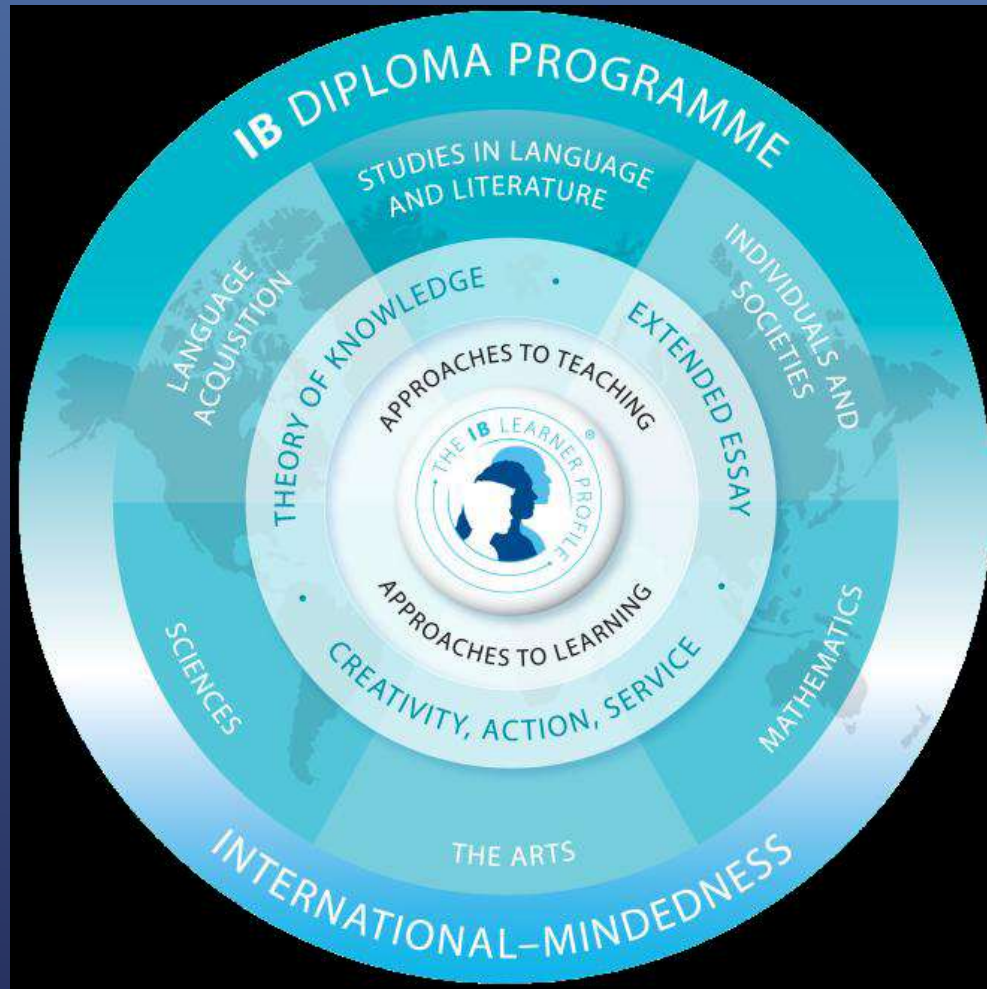 IB DIPLOMA PROGRAMME
STUDIES IN LANGUAGE
AND LITERATURE
LANGUAGE
ACQUISITION
INDIVIDUALS AND
SOCIETIES
THEORY OF KNOWLEDGE
EXTENDED ESSAY
APPROACHES TO TEACHING
THE IB LEARNER PROFILE ®
APPROACHES TO LEARNING
CREATIVITY, ACTION, SERVICE
SCIENCES
MATHEMATICS
THE ARTS
INTERNATIONAL–MINDEDNESS